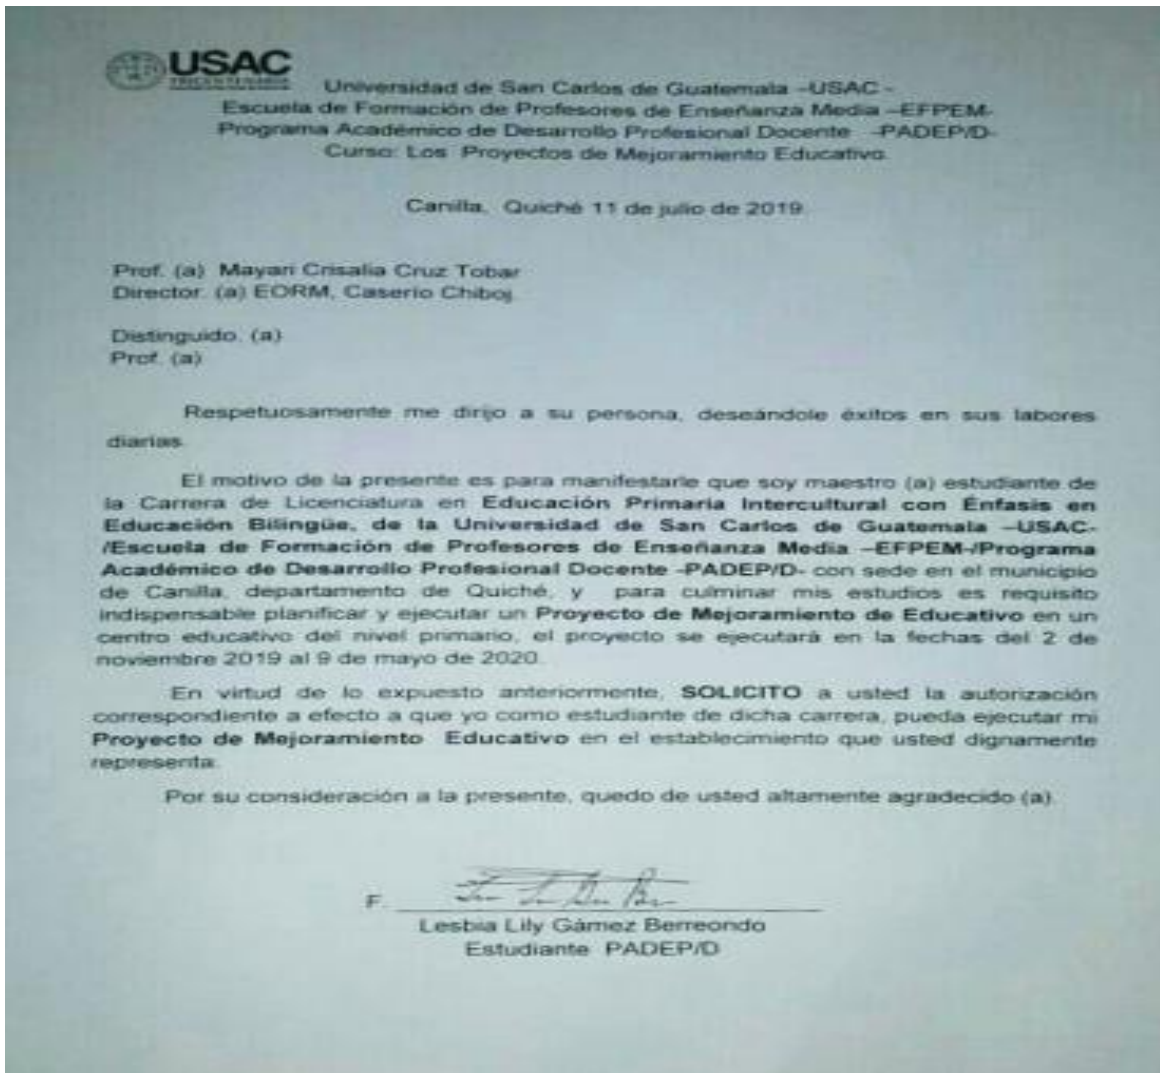 USAC
TRICENTENARIA
Universidad de San Carlos de Guatemala –USAC -
Escuela de Formación de Profesores de Enseñanza Media –EFPEM-
Programa Académico de Desarrollo Profesional Docente -PADEP/D-
Curso: Los Proyectos de Mejoramiento Educativo.
Canilla, Quiché 11 de julio de 2019.
Prof. (a) Mayari Crisalia Cruz Tobar
Director. (a) EORM, Caserío Chiboj.
Distinguido. (a)
Prof. (a)
Respetuosamente me dirijo a su persona, deseándole éxitos en sus labores
diarias.
El motivo de la presente es para manifestarle que soy maestro (a) estudiante de
la Carrera de Licenciatura en Educación Primaria Intercultural con Énfasis en
Educación Bilingüe, de la Universidad de San Carlos de Guatemala –USAC-
/Escuela de Formación de Profesores de Enseñanza Media –EFPEM-/Programa
Académico de Desarrollo Profesional Docente -PADEP/D- con sede en el municipio
de Canilla, departamento de Quiché, y para culminar mis estudios es requisito
indispensable planificar y ejecutar un Proyecto de Mejoramiento de Educativo en un
centro educativo del nivel primario, el proyecto se ejecutará en la fechas del 2 de
noviembre 2019 al 9 de mayo de 2020.
En virtud de lo expuesto anteriormente, SOLICITO a usted la autorización
correspondiente a efecto a que yo como estudiante de dicha carrera, pueda ejecutar mi
Proyecto de Mejoramiento Educativo en el establecimiento que usted dignamente
representa.
Por su consideración a la presente, quedo de usted altamente agradecido (a).
F.
Lesbia Lily Gámez Berreondo
Estudiante PADEP/D